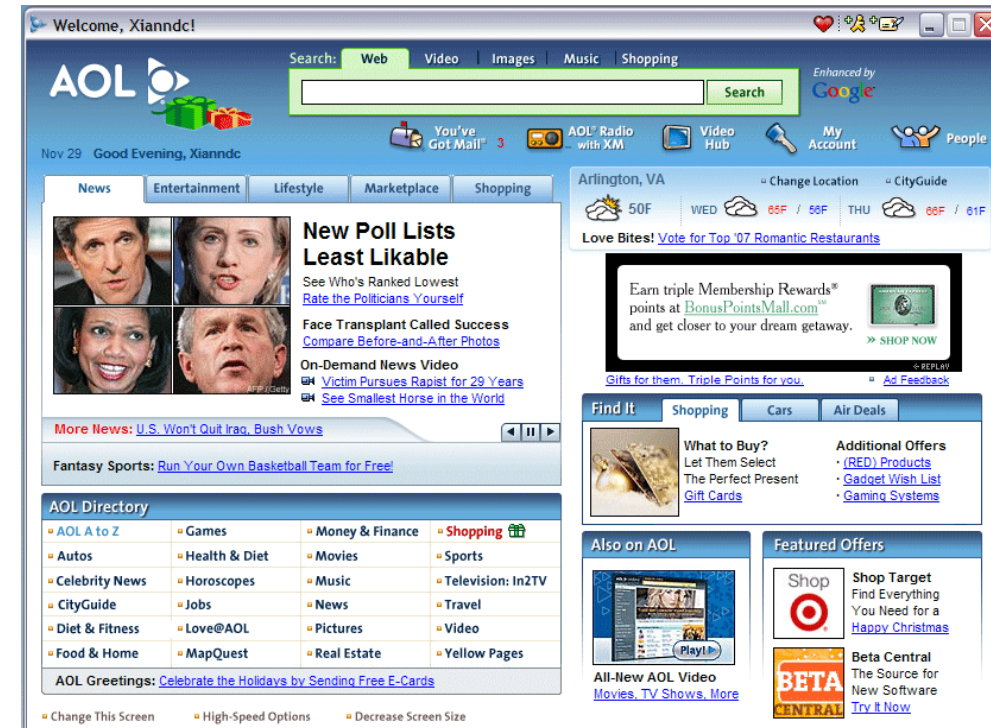 Welcome, Xianndc!
AOL
Search: Web Video Images Music Shopping
Search
Enhanced by
Google
You've Got Mail® 3
AOL® Radio with XM
Video Hub
My Account
People
Nov 29 Good Evening, Xianndc
News Entertainment Lifestyle Marketplace Shopping
New Poll Lists
Least Likable
See Who's Ranked Lowest
Rate the Politicians Yourself
Face Transplant Called Success
Compare Before-and-After Photos
On-Demand News Video
Victim Pursues Rapist for 29 Years
See Smallest Horse in the World
AFP /Getty
More News: U.S. Won't Quit Iraq, Bush Vows
Fantasy Sports: Run Your Own Basketball Team for Free!
AOL Directory
AOL A to Z Games Money & Finance Shopping
Autos Health & Diet Movies Sports
Celebrity News Horoscopes Music Television: In2TV
CityGuide Jobs News Travel
Diet & Fitness Love@AOL Pictures Video
Food & Home MapQuest Real Estate Yellow Pages
AOL Greetings: Celebrate the Holidays by Sending Free E-Cards
Change This Screen High-Speed Options Decrease Screen Size
Arlington, VA Change Location CityGuide
50F WED 65F / 56F THU 66F / 61F
Love Bites! Vote for Top '07 Romantic Restaurants
Earn triple Membership Rewards®
points at BonusPointsMall.com℠
and get closer to your dream getaway.
» SHOP NOW
REPLAY
Gifts for them. Triple Points for you. Ad Feedback
Find It Shopping Cars Air Deals
What to Buy?
Let Them Select
The Perfect Present
Gift Cards
Additional Offers
· (RED) Products
· Gadget Wish List
· Gaming Systems
Also on AOL
Play!
All-New AOL Video
Movies, TV Shows, More
Featured Offers
Shop
Shop Target
Find Everything
You Need for a
Happy Christmas
BETA
CENTRAL
Beta Central
The Source for
New Software
Try It Now